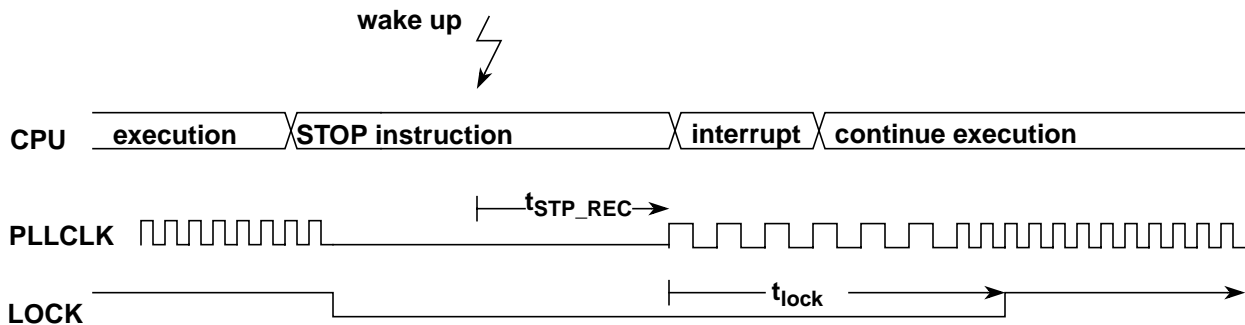 wake up
CPU execution STOP instruction interrupt continue execution
tSTP_REC
PLLCLK
tlock
LOCK